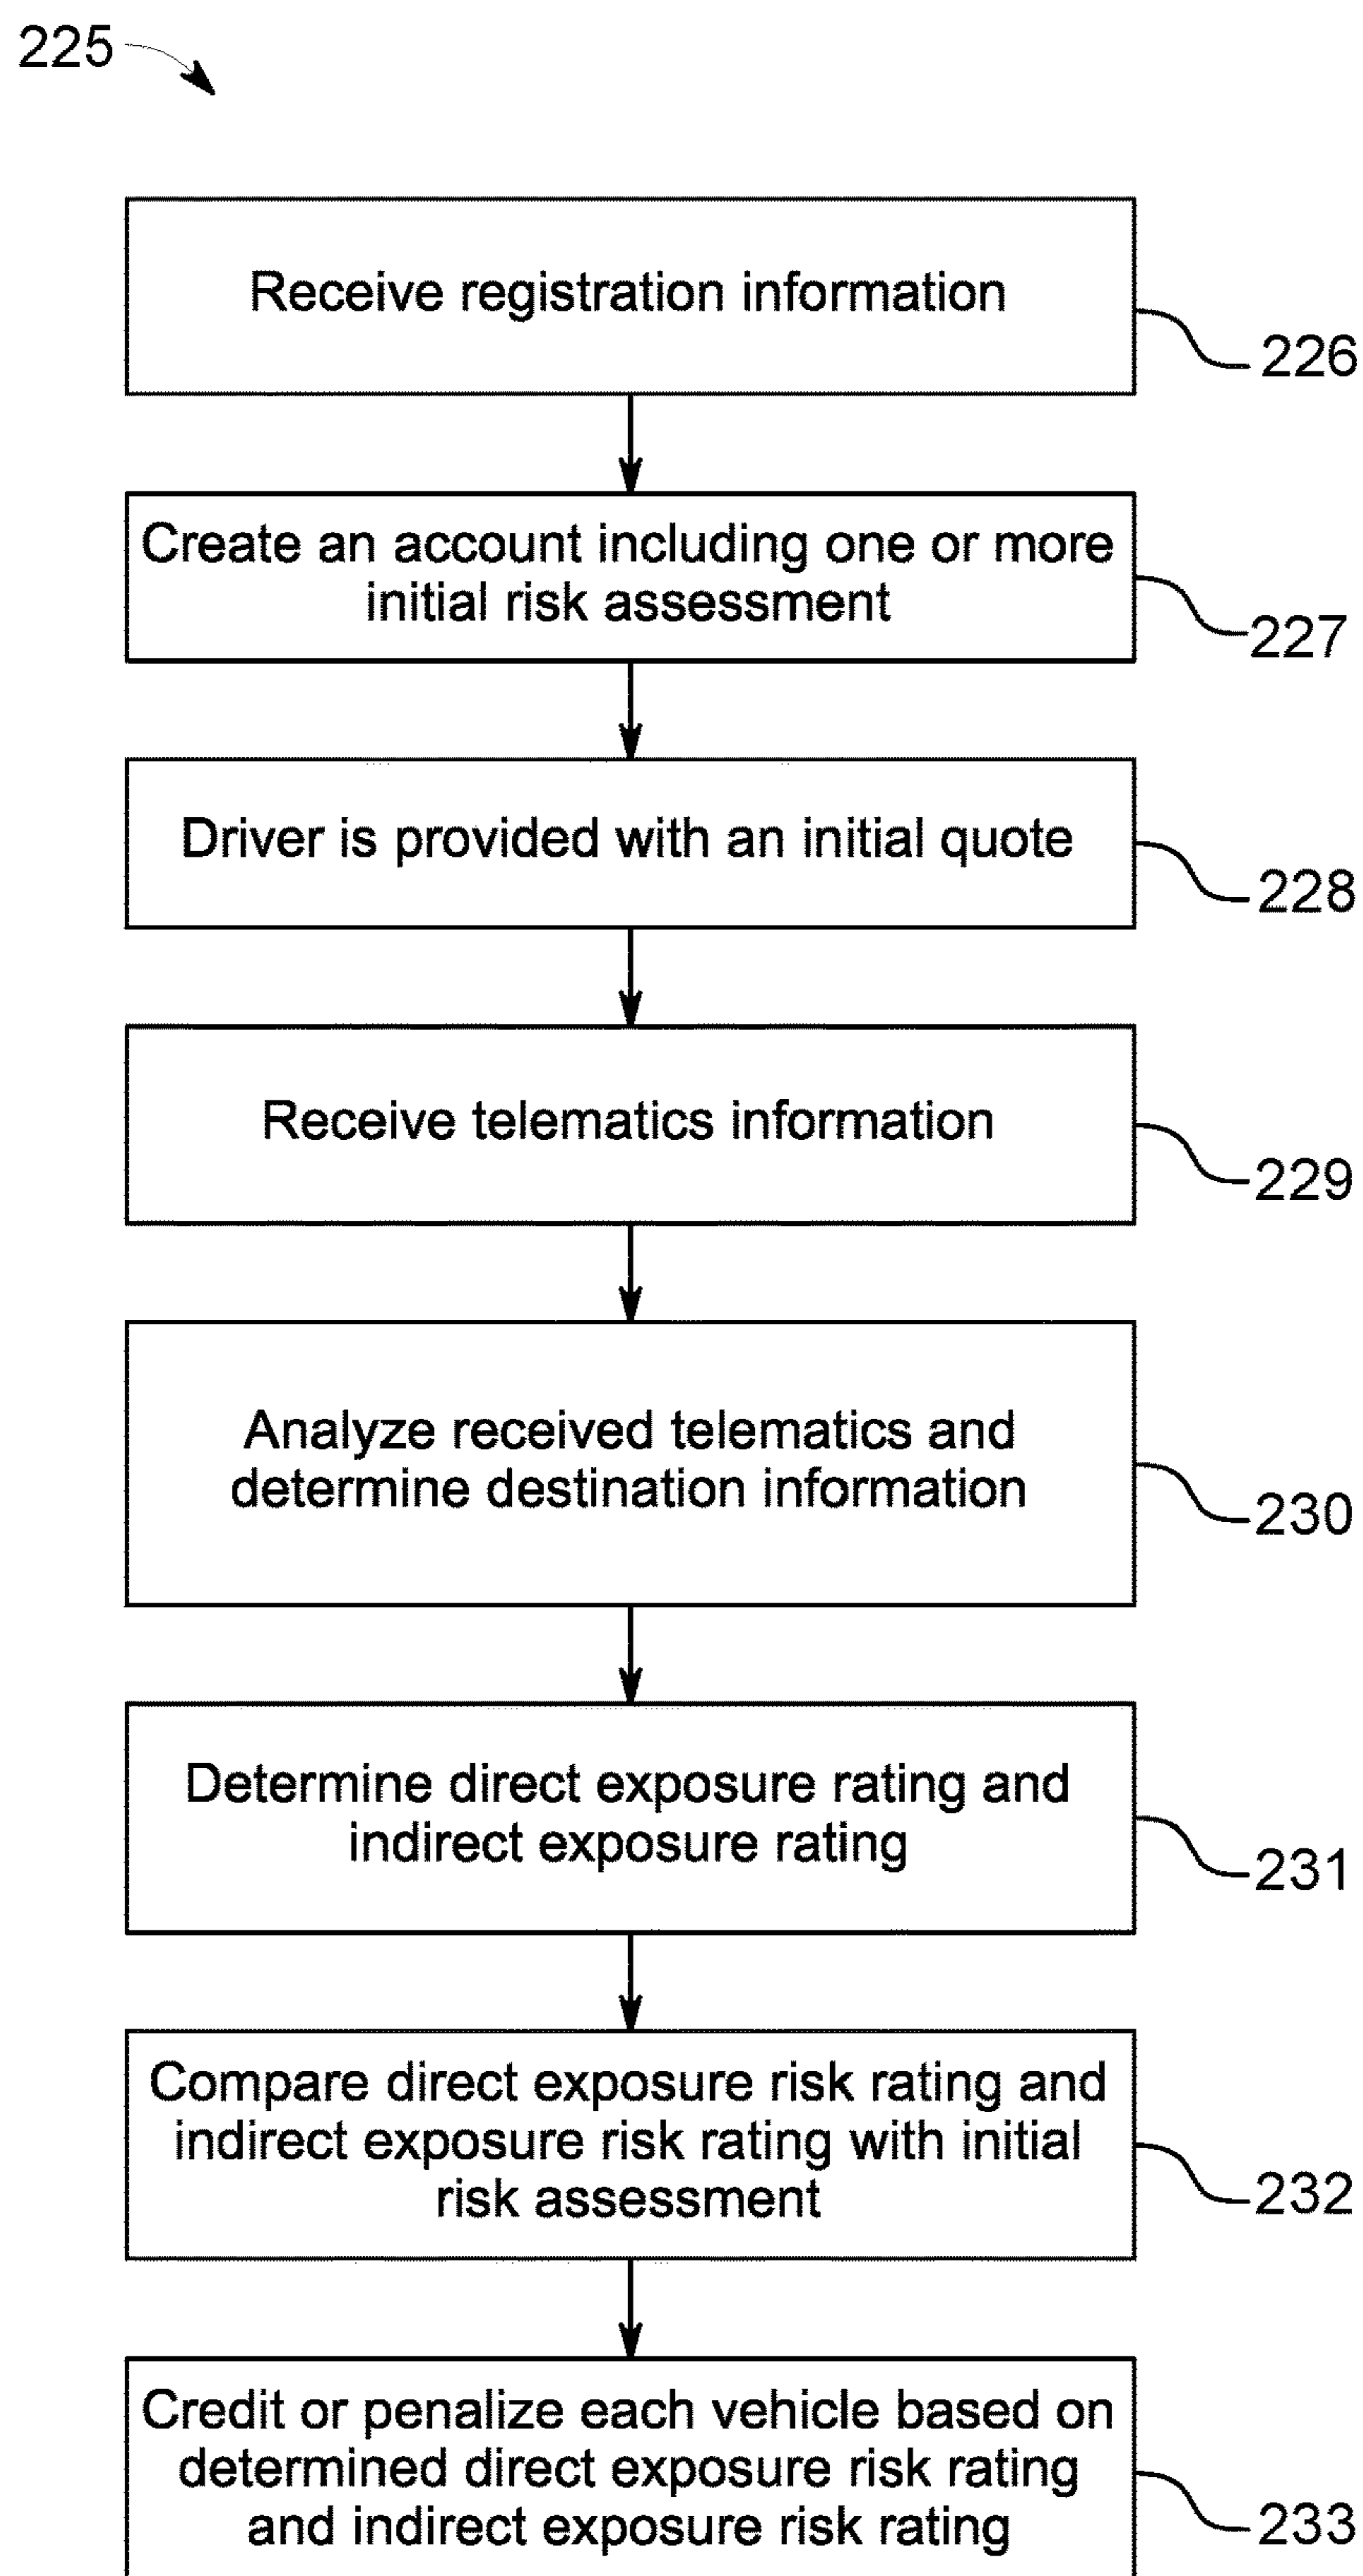 225
Receive registration information
226
Create an account including one or more
initial risk assessment
227
Driver is provided with an initial quote
228
Receive telematics information
229
Analyze received telematics and
determine destination information
230
Determine direct exposure rating and
indirect exposure rating
231
Compare direct exposure risk rating and
indirect exposure risk rating with initial
risk assessment
232
Credit or penalize each vehicle based on
determined direct exposure risk rating
and indirect exposure risk rating
233